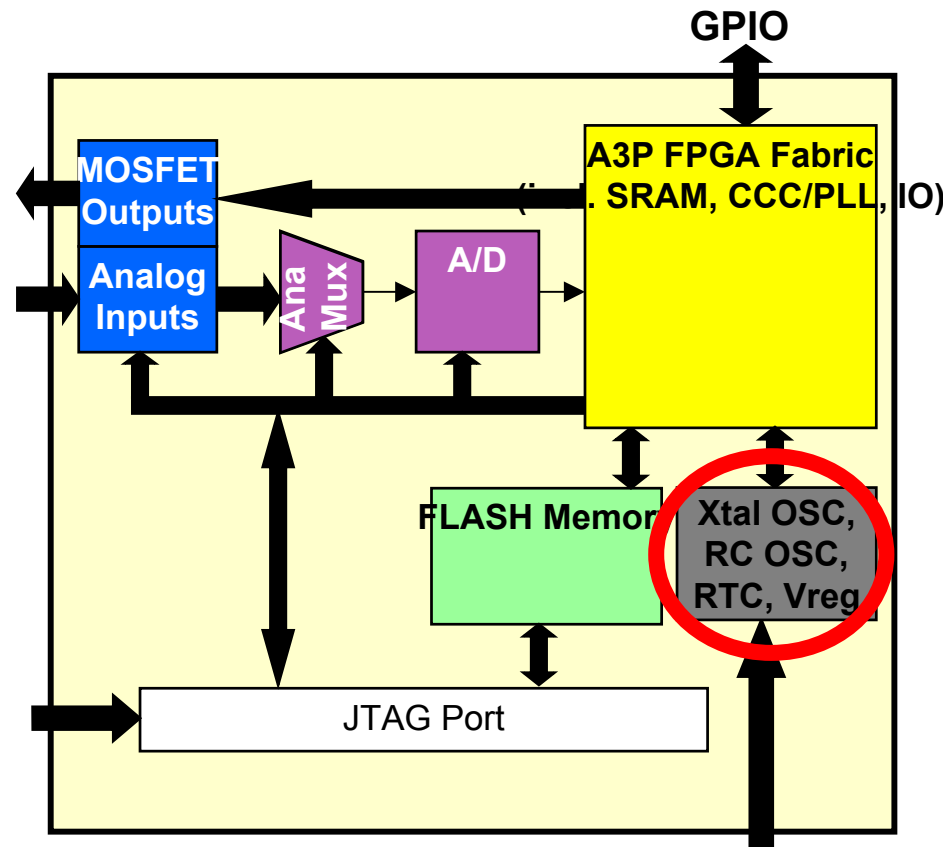 GPIO
MOSFET
Outputs
A3P FPGA Fabric
SRAM, CCC/PLL, IO)
Analog
Inputs
Ana
Mux
A/D
FLASH Memor
Xtal OSC,
RC OSC,
RTC, Vreg
JTAG Port